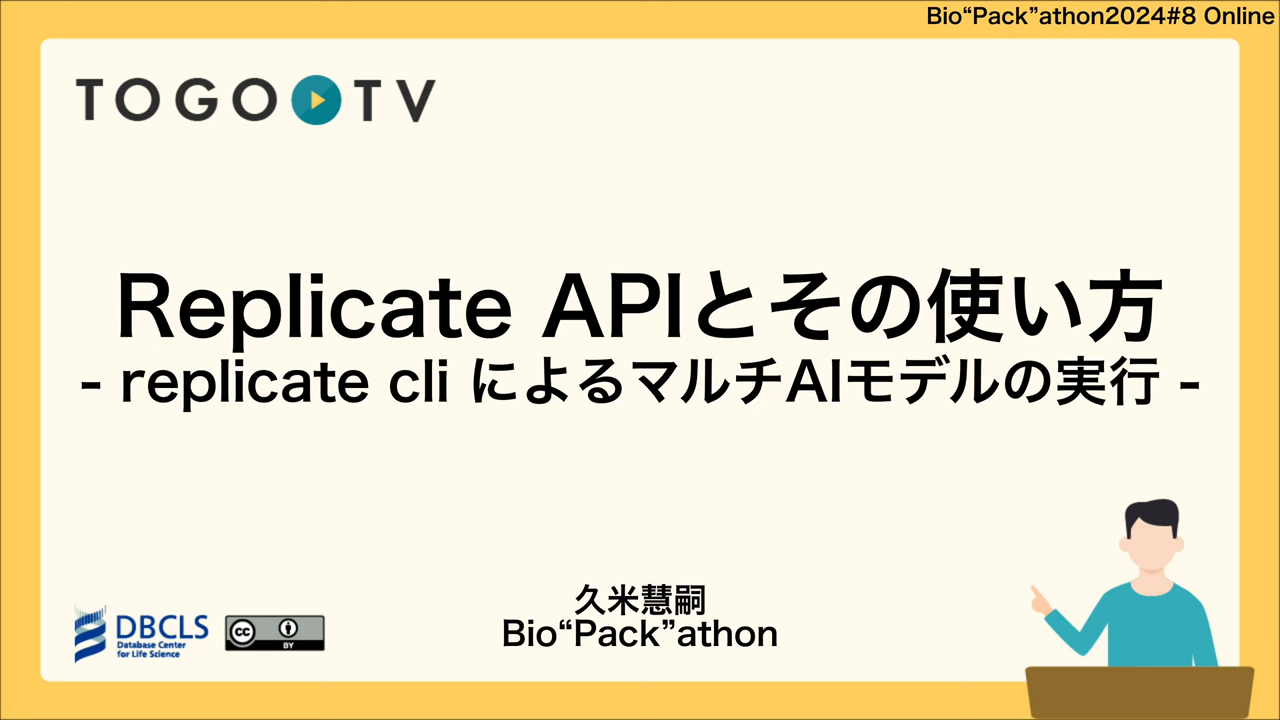 Bio“Pack”athon2024#8 Online
TOGO TV
Replicate APIとその使い方
- replicate cli によるマルチAIモデルの実行 -
久米慧嗣
Bio“Pack”athon
DBCLS
Database Center
for Life Science
cc
BY